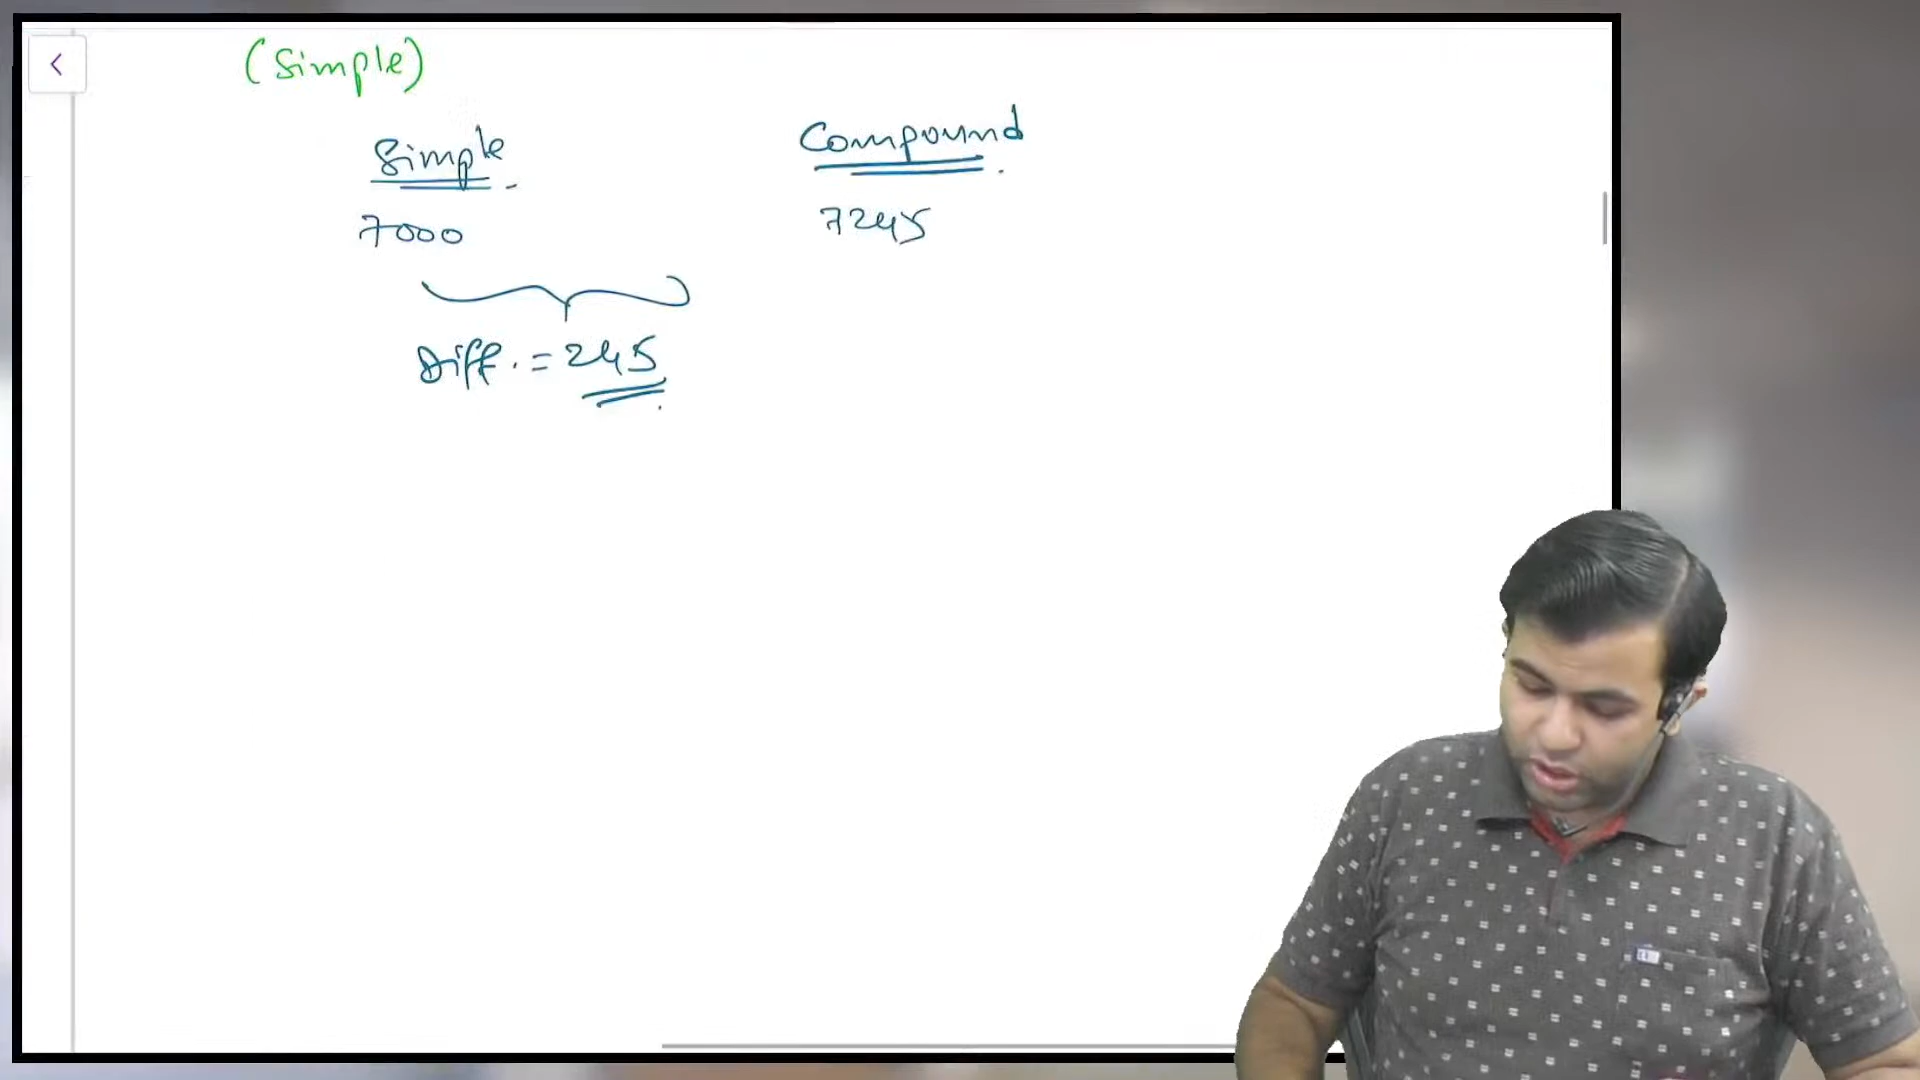 (Simple)
Simple
Compound
7000
7245
Diff. = 245